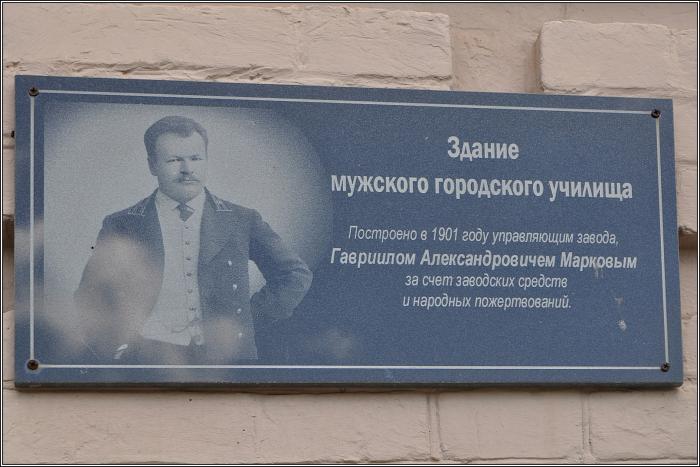 Здание
мужского городского училища
Построено в 1901 году управляющим завода,
Гавриилом Александровичем Марковым
за счет заводских средств
и народных пожертвований.